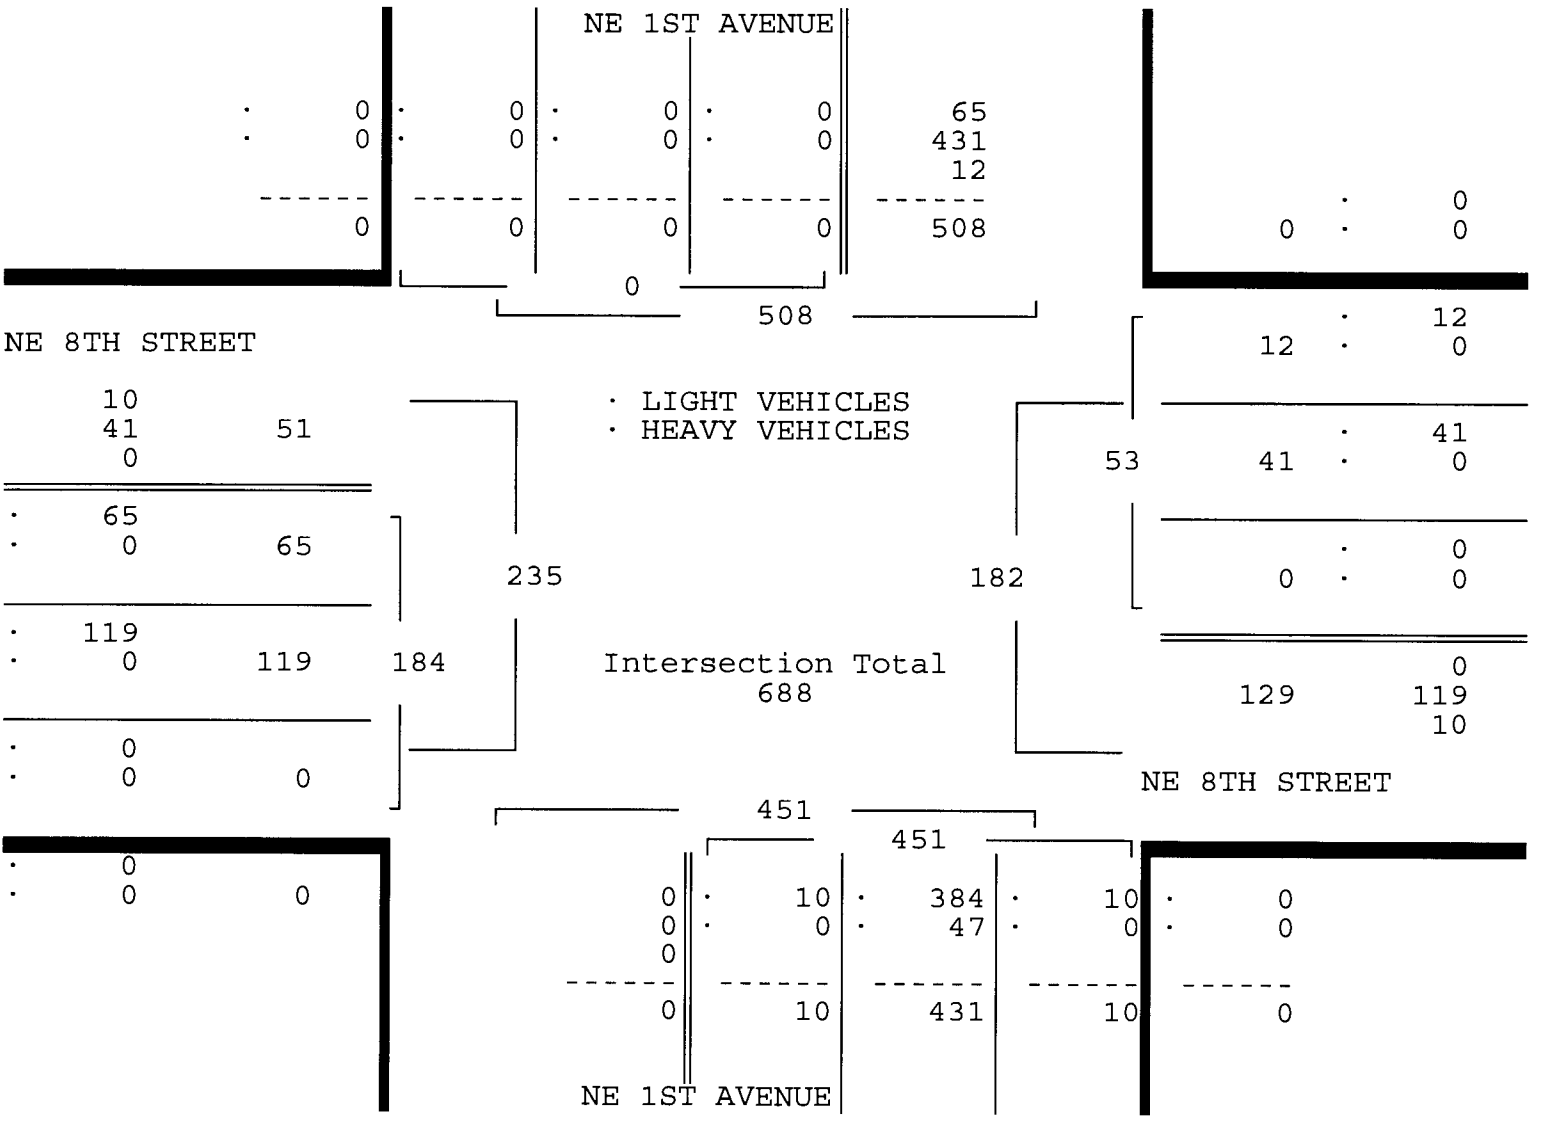 NE 1ST AVENUE
· 0 · 0 · 0 · 0 65
· 0 · 0 · 0 · 0 431
12
------ ------ ------ ------ ------
0 0 0 0 508
· 0
0 · 0
0
508
NE 8TH STREET
· 12
12 · 0
10
41 51
0
· LIGHT VEHICLES
· HEAVY VEHICLES
· 41
53 41 · 0
· 65
· 0 65
· 0
0 · 0
235
182
· 119
· 0 119 184
Intersection Total
688
0
129 119
10
· 0
· 0 0
NE 8TH STREET
451
451
· 0
· 0 0
0 · 10 · 384 · 10 · 0
0 · 0 · 47 · 0 · 0
0
------ ------ ------ ------ ------
0 10 431 10 0
NE 1ST AVENUE